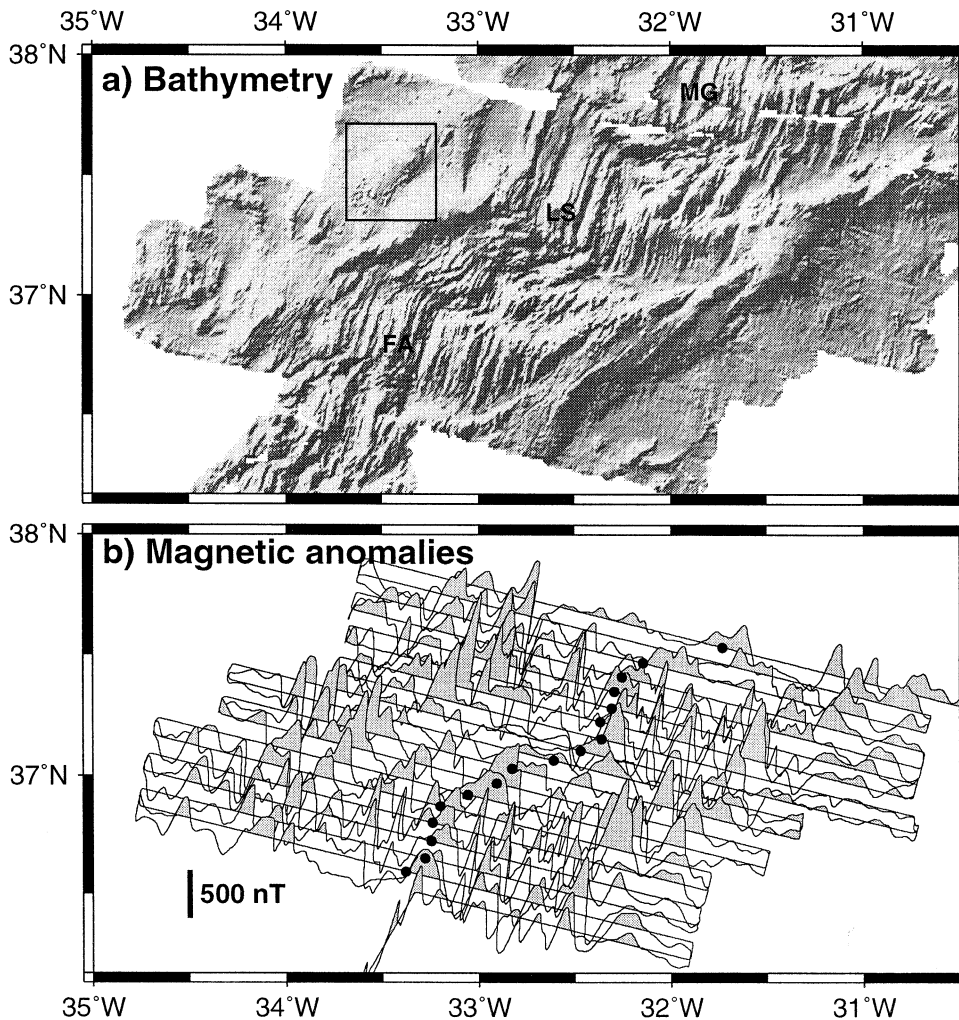 35˚W 34˚W 33˚W 32˚W 31˚W
38˚N
a) Bathymetry
MG
LS
37˚N
FA
38˚N
b) Magnetic anomalies
37˚N
500 nT
35˚W 34˚W 33˚W 32˚W 31˚W